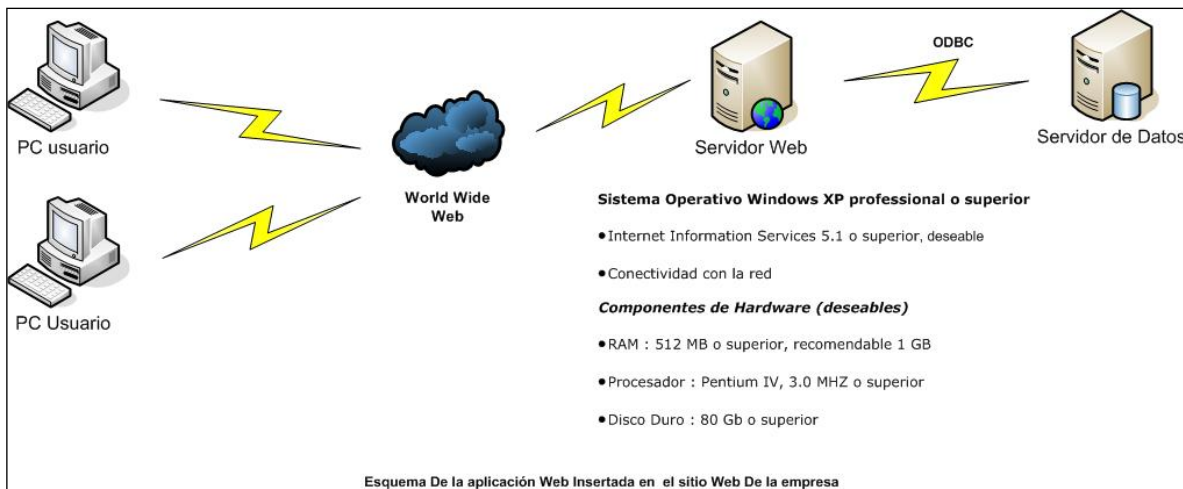 ODBC
PC usuario
Servidor Web
Servidor de Datos
World Wide
Web
PC Usuario
Sistema Operativo Windows XP professional o superior
•Internet Information Services 5.1 o superior, deseable
•Conectividad con la red
Componentes de Hardware (deseables)
•RAM : 512 MB o superior, recomendable 1 GB
•Procesador : Pentium IV, 3.0 MHZ o superior
•Disco Duro : 80 Gb o superior
Esquema De la aplicación Web Insertada en el sitio Web De la empresa